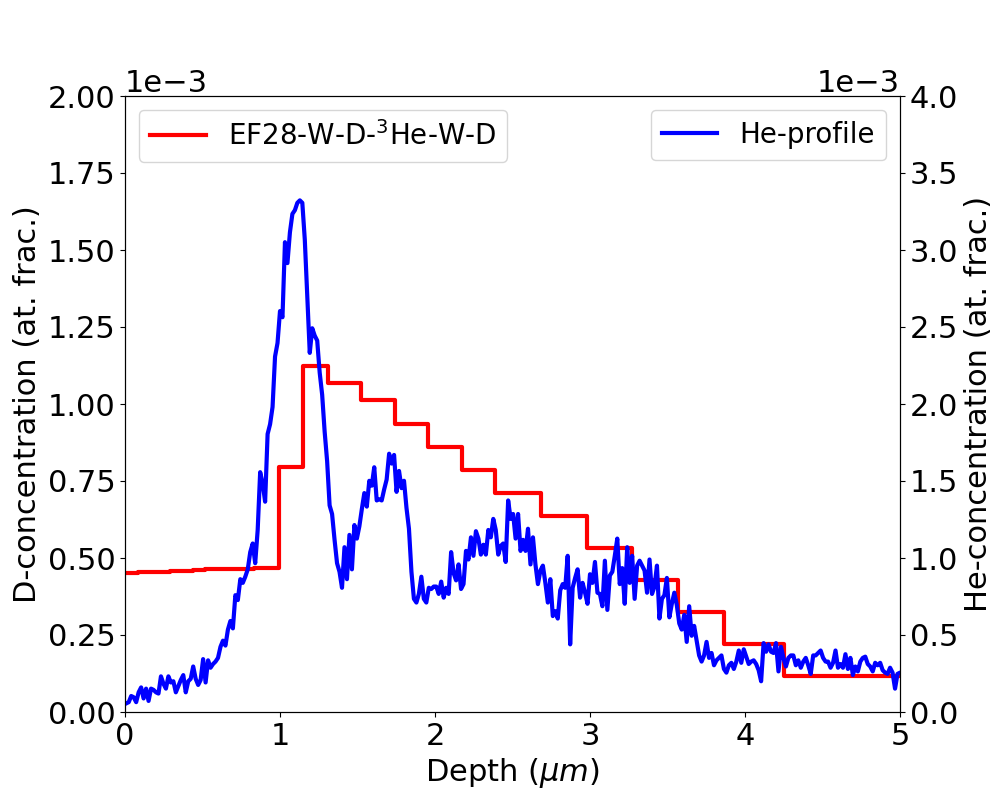 1e−3
1e−3
2.00
1.75
1.50
1.25
1.00
0.75
0.50
0.25
0.00
D-concentration (at. frac.)
EF28-W-D-³He-W-D
He-profile
4.0
3.5
3.0
2.5
2.0
1.5
1.0
0.5
0.0
He-concentration (at. frac.)
0 1 2 3 4 5
Depth (μm)